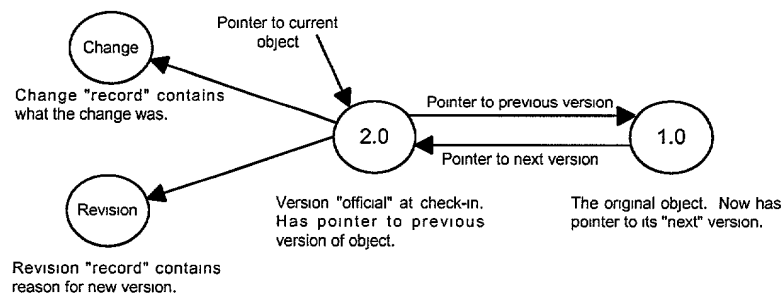 Pointer to current
object
Change
Change "record" contains
what the change was.
Pointer to previous version
2.0
1.0
Pointer to next version
Revision
Version "official" at check-in.
Has pointer to previous
version of object.
The original object. Now has
pointer to its "next" version.
Revision "record" contains
reason for new version.